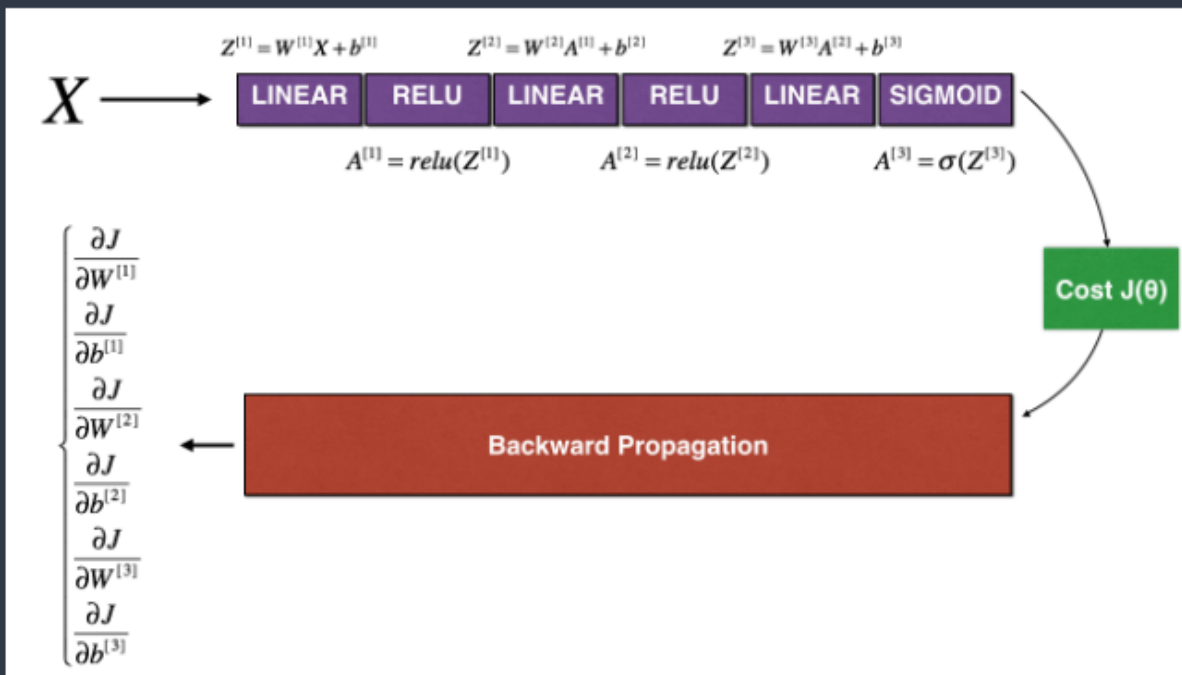 Z^[1] = W^[1]X + b^[1] Z^[2] = W^[2]A^[1] + b^[2] Z^[3] = W^[3]A^[2] + b^[3]
X LINEAR RELU LINEAR RELU LINEAR SIGMOID
A^[1] = relu(Z^[1]) A^[2] = relu(Z^[2]) A^[3] = σ(Z^[3])
Cost J(θ)
∂J
∂W^[1]
∂J
∂b^[1]
∂J
∂W^[2]
∂J
∂b^[2]
∂J
∂W^[3]
∂J
∂b^[3]
Backward Propagation